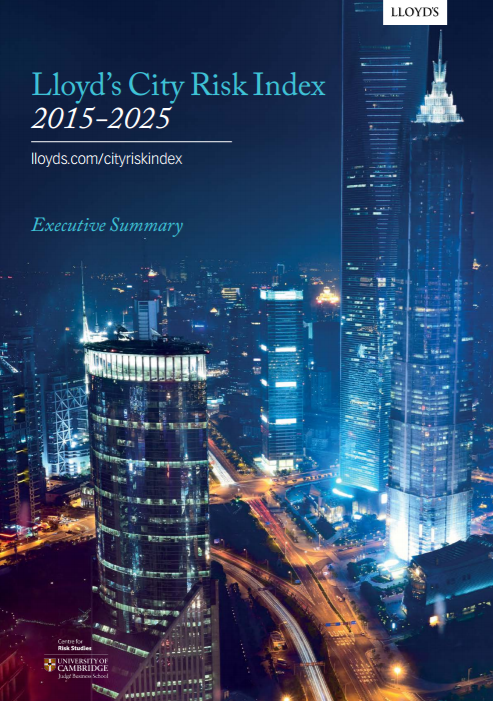 LLOYD'S
Lloyd's City Risk Index
2015–2025
lloyds.com/cityriskindex
Executive Summary
Centre for
Risk Studies
UNIVERSITY OF
CAMBRIDGE
Judge Business School